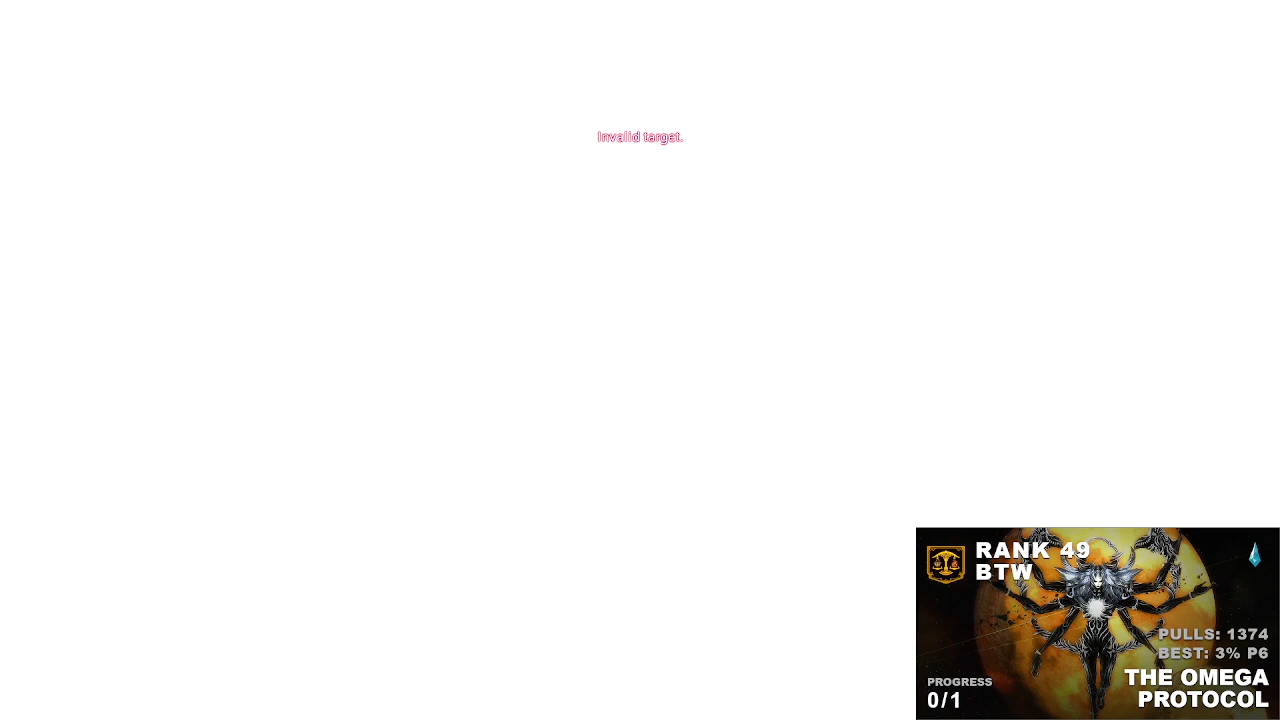 Invalid target.
RANK 49
BTW
PULLS: 1374
BEST: 3% P6
THE OMEGA
PROTOCOL
PROGRESS
0/1